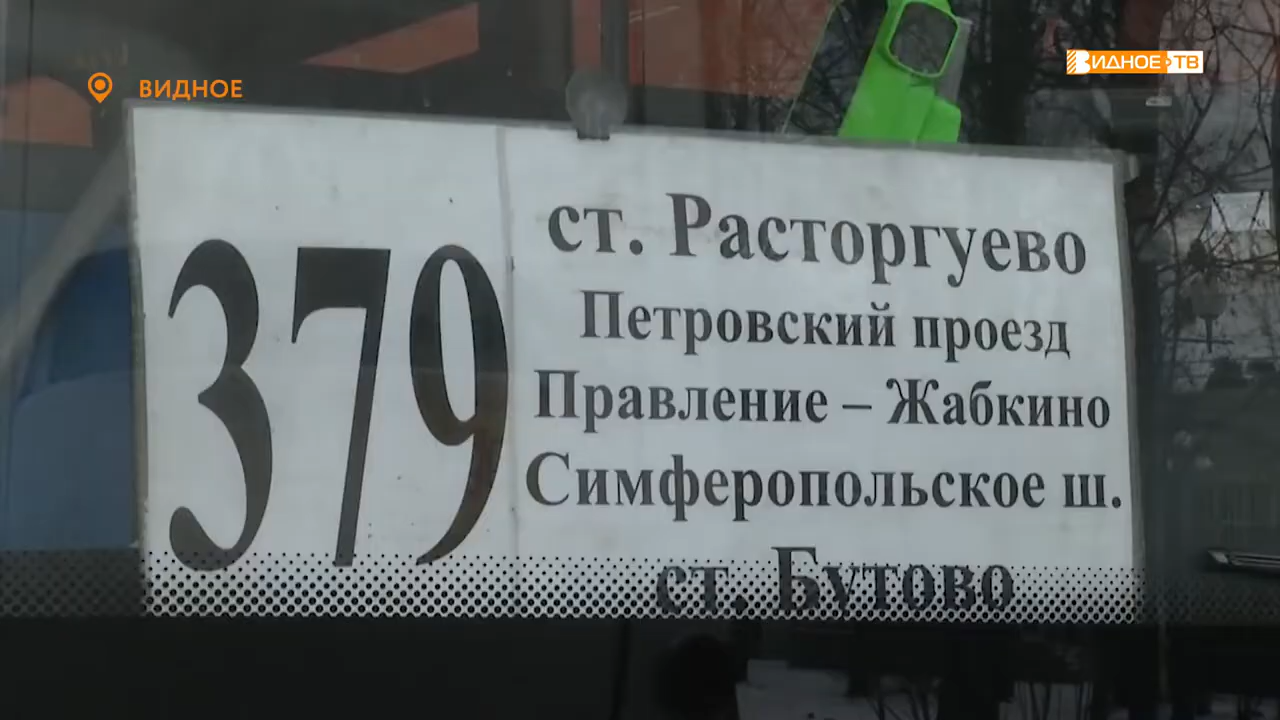 ВИДНОЕ
ВИДНОЕ ТВ
379
ст. Расторгуево
Петровский проезд
Правление – Жабкино
Симферопольское ш.
ст. Бутово